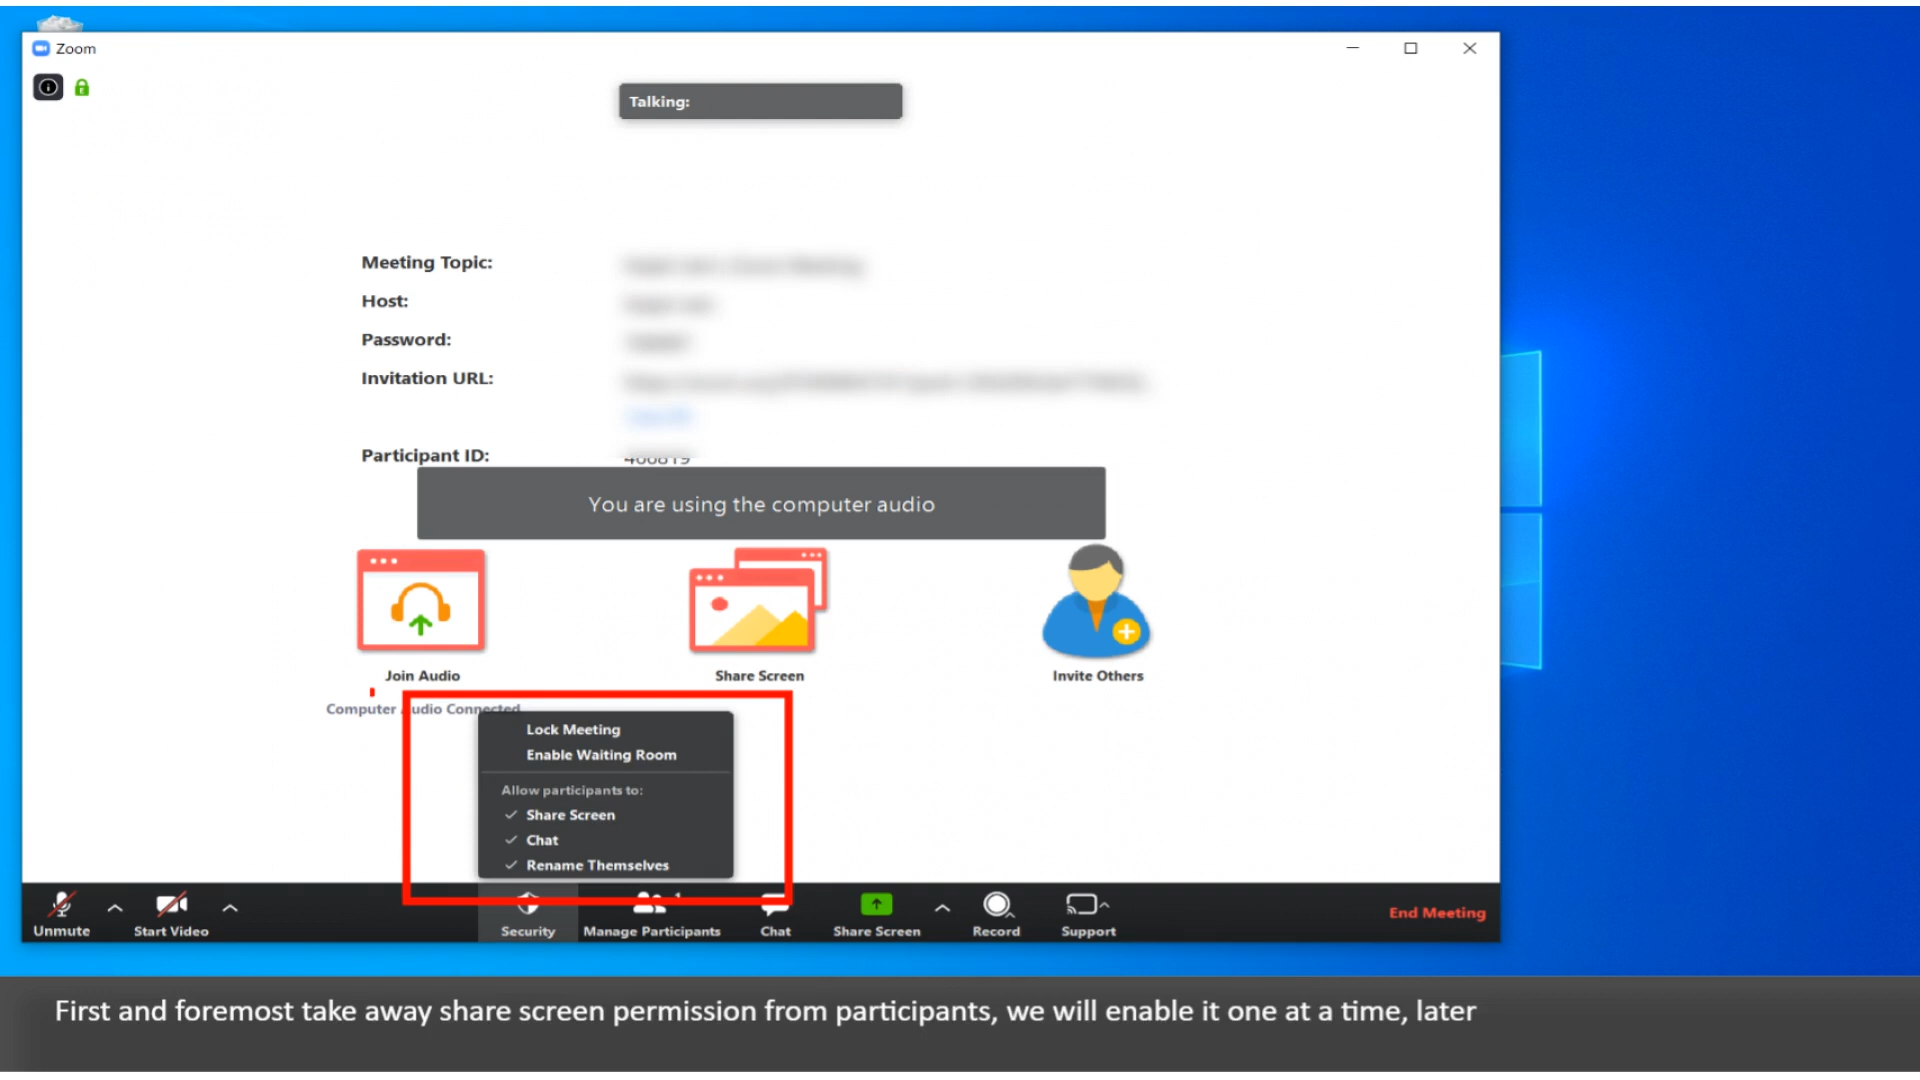 Zoom
Talking:
Meeting Topic:
Host:
Password:
Invitation URL:
Participant ID:
You are using the computer audio
Join Audio
Share Screen
Invite Others
Computer Audio Connected
Lock Meeting
Enable Waiting Room
Allow participants to:
Share Screen
Chat
Rename Themselves
Unmute
Start Video
Security
Manage Participants
1
Chat
Share Screen
Record
Support
End Meeting
First and foremost take away share screen permission from participants, we will enable it one at a time, later